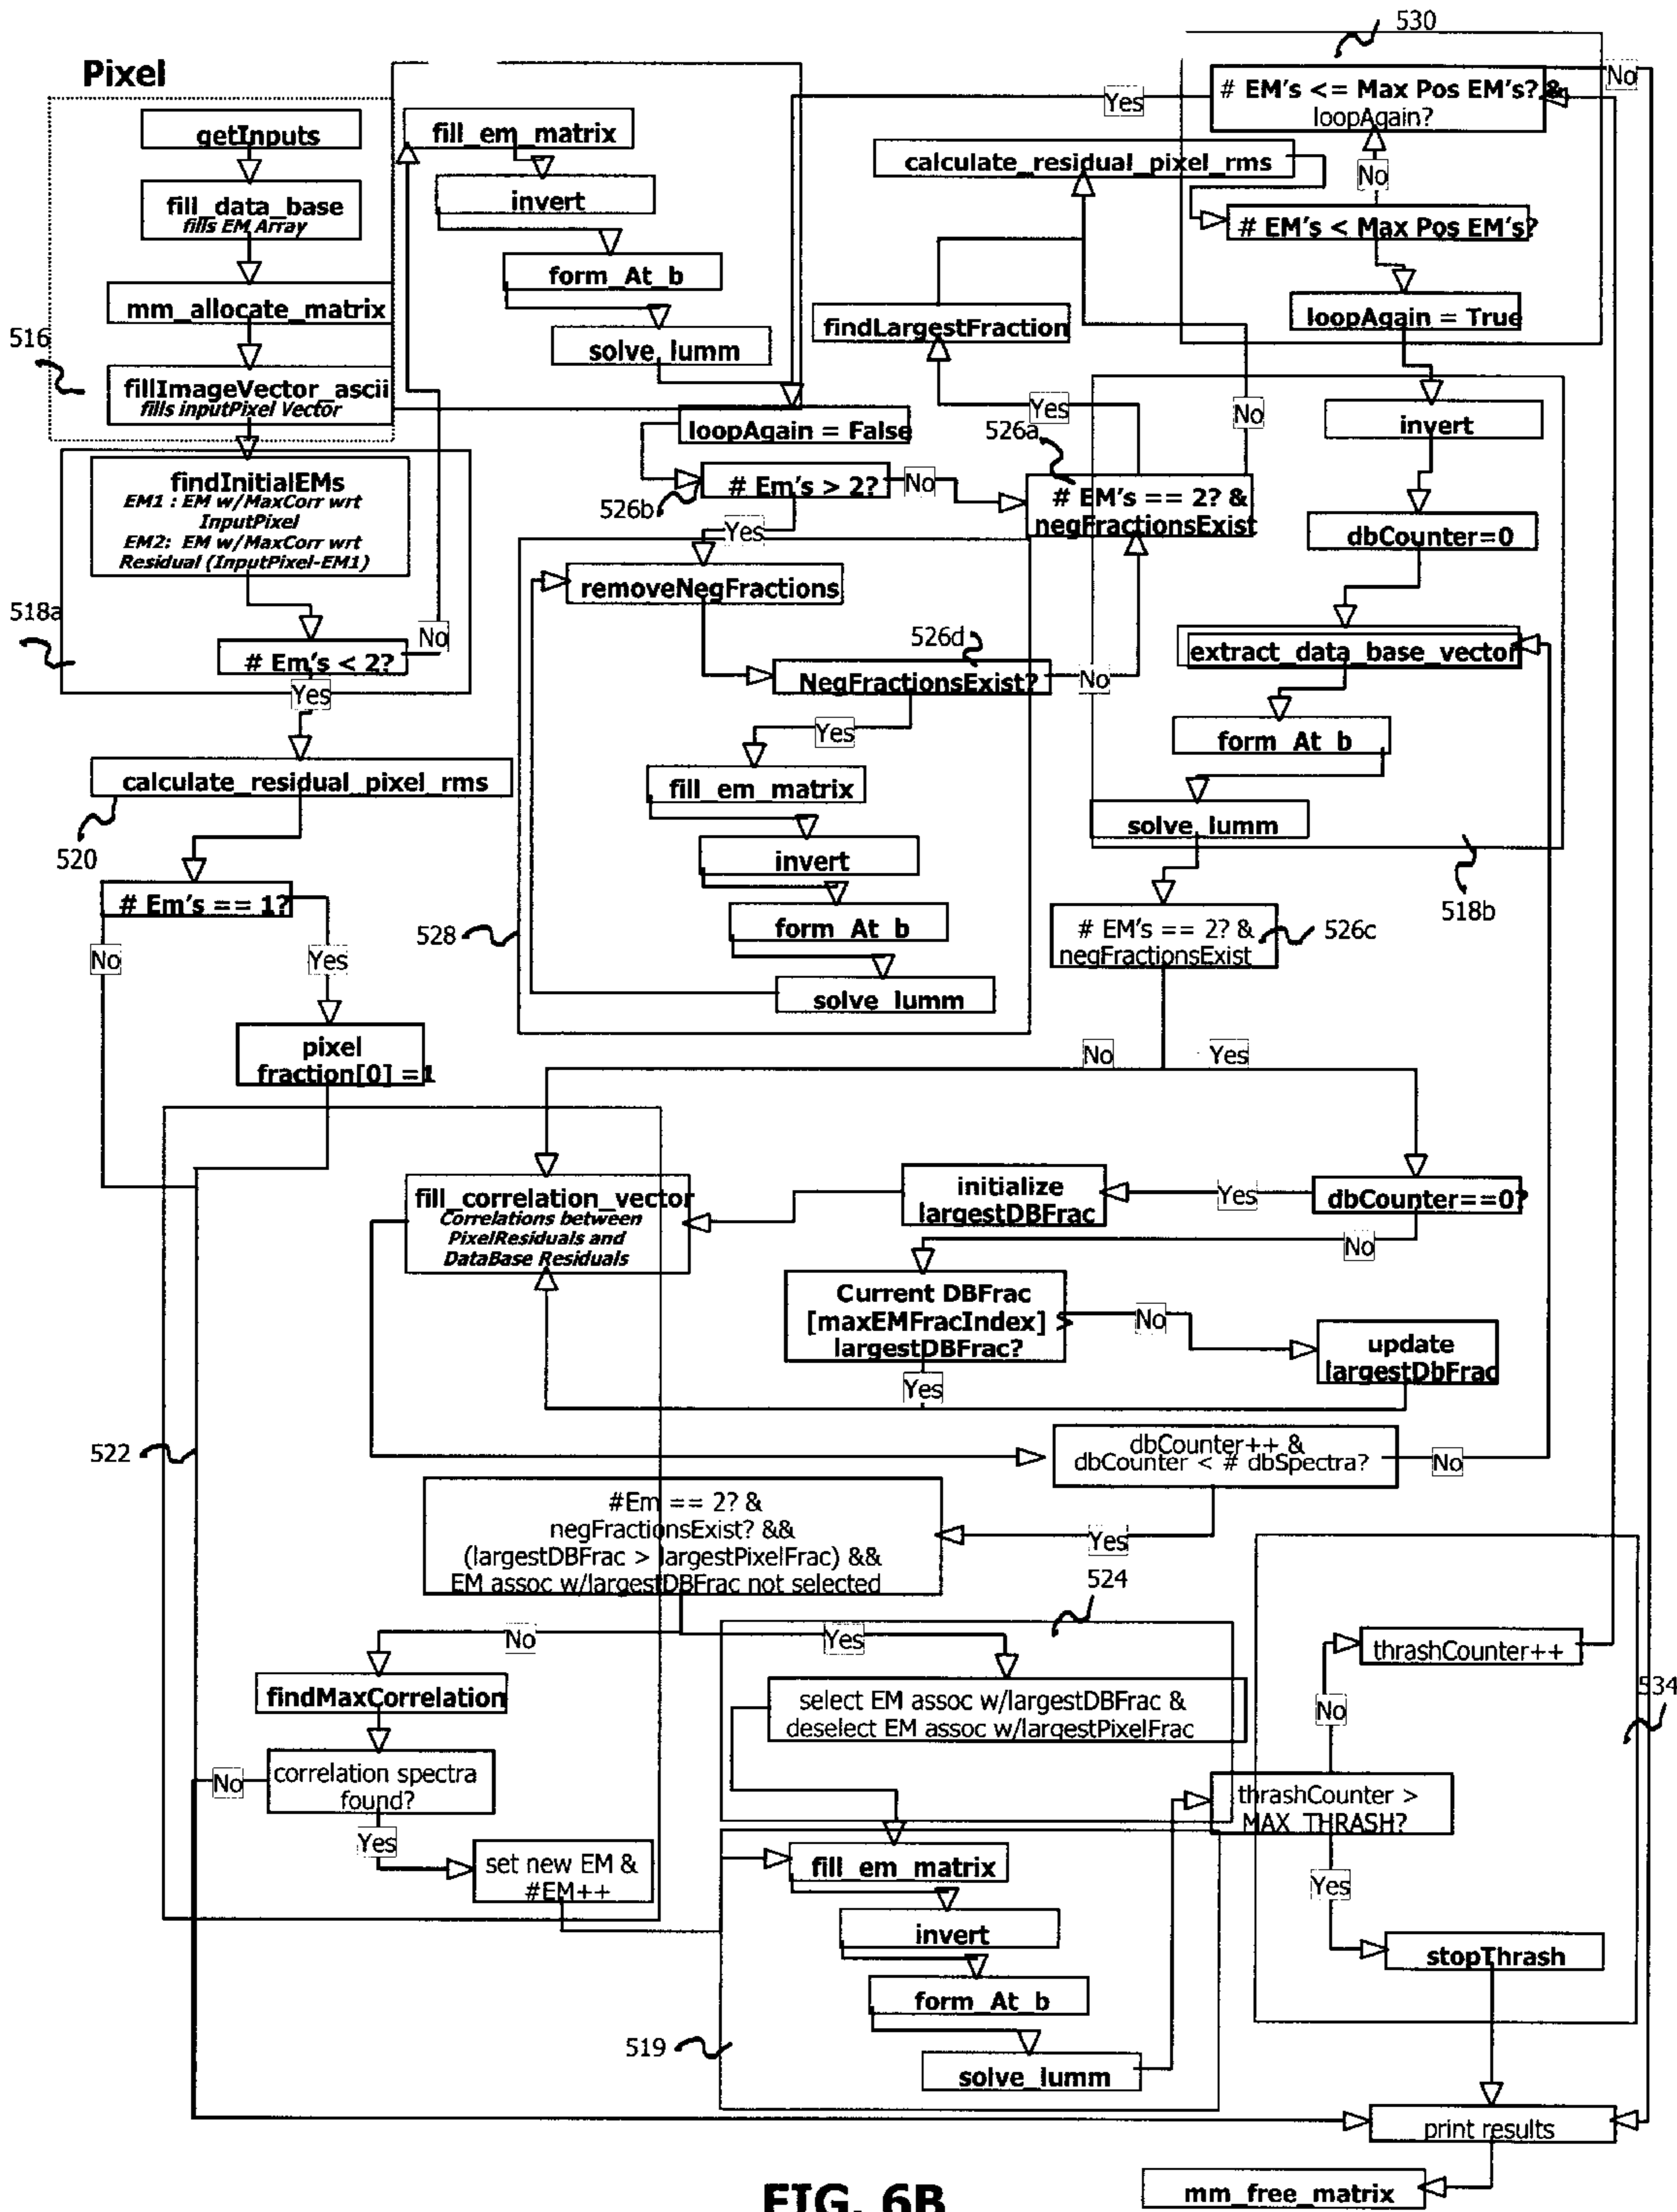 Pixel
getInputs
fill_data_base
fills EM Array
mm_allocate_matrix
516
fillImageVector_ascii
fills inputPixel Vector
findInitialEMs
EM1 : EM w/MaxCorr wrt
InputPixel
EM2: EM w/MaxCorr wrt
Residual (InputPixel-EM1)
518a
# Em's < 2?
No
Yes
calculate_residual_pixel_rms
520
# Em's == 1?
No
Yes
pixel
fraction[0] =1
fill_em_matrix
invert
form_At_b
solve_lumm
loopAgain = False
526b
# Em's > 2?
No
Yes
528
removeNegFractions
526d
NegFractionsExist?
No
Yes
fill_em_matrix
invert
form_At_b
solve_lumm
530
# EM's <= Max Pos EM's? &
loopAgain?
Yes
No
calculate_residual_pixel_rms
No
# EM's < Max Pos EM's?
loopAgain = True
findLargestFraction
Yes
No
526a
# EM's == 2? &
negFractionsExist
invert
dbCounter=0
extract_data_base_vector
form_At_b
solve_lumm
518b
# EM's == 2? &
negFractionsExist
526c
No
Yes
fill_correlation_vector
Correlations between
PixelResiduals and
DataBase Residuals
initialize
largestDBFrac
Yes
dbCounter==0?
No
Current DBFrac
[maxEMFracIndex] >
largestDBFrac?
No
Yes
update
largestDbFrac
522
dbCounter++ &
dbCounter < # dbSpectra?
No
Yes
#Em == 2? &
negFractionsExist? &&
(largestDBFrac > largestPixelFrac) &&
EM assoc w/largestDBFrac not selected
524
No
Yes
findMaxCorrelation
select EM assoc w/largestDBFrac &
deselect EM assoc w/largestPixelFrac
thrashCounter++
534
No
correlation spectra
found?
No
Yes
set new EM &
#EM++
thrashCounter >
MAX_THRASH?
Yes
stopThrash
fill_em_matrix
invert
form_At_b
519
solve_lumm
print results
mm_free_matrix
FIG. 6B